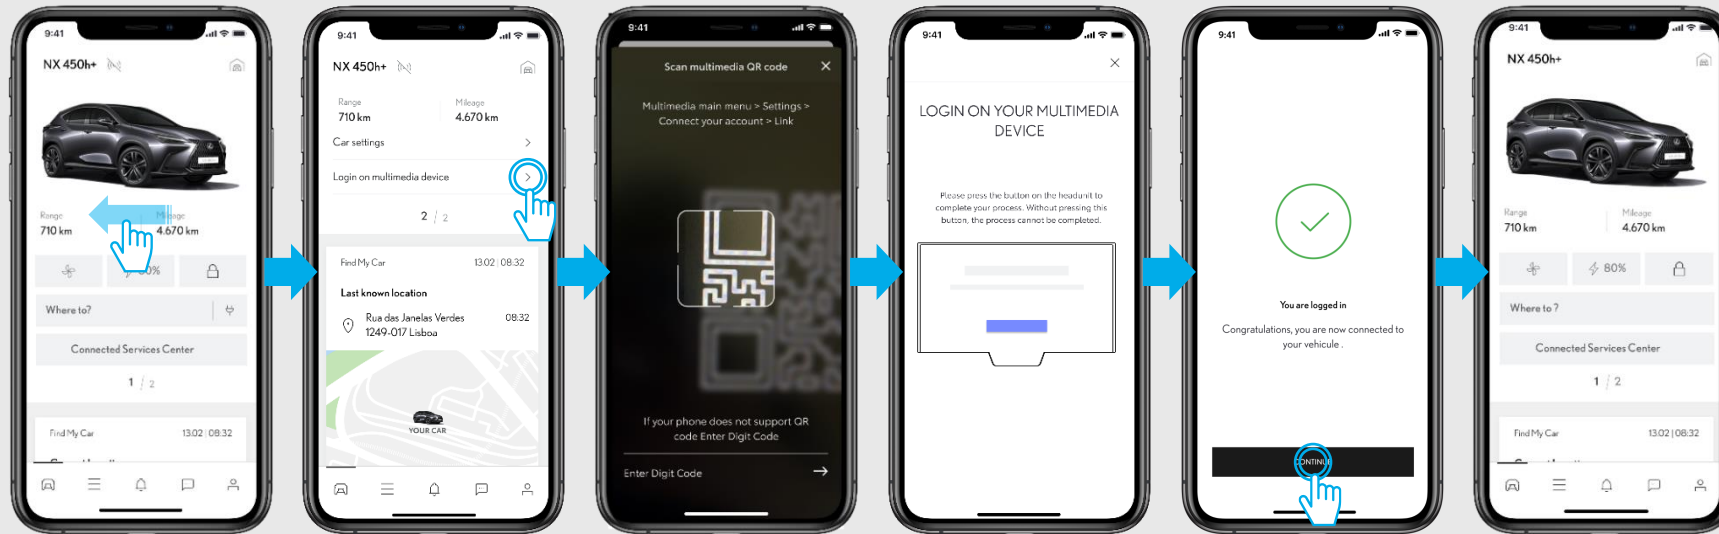 9:41
NX 450h+
Range
Mileage
710 km
4.670 km
80%
Where to?
Connected Services Center
1 / 2
Find My Car
13.02 | 08:32
9:41
NX 450h+
Range
Mileage
710 km
4.670 km
Car settings
Login on multimedia device
2 / 2
Find My Car
13.02 | 08:32
Last known location
Rua das Janelas Verdes
08:32
1249-017 Lisboa
YOUR CAR
9:41
Scan multimedia QR code
Multimedia main menu > Settings >
Connect your account > Link
If your phone does not support QR
code Enter Digit Code
Enter Digit Code
9:41
LOGIN ON YOUR MULTIMEDIA
DEVICE
Please press the button on the headunit to
complete your process. Without pressing this
button, the process cannot be completed.
9:41
You are logged in
Congratulations, you are now connected to
your vehicule .
CONTINUE
9:41
NX 450h+
Range
Mileage
710 km
4.670 km
80%
Where to ?
Connected Services Center
1 / 2
Find My Car
13.02 | 08:32